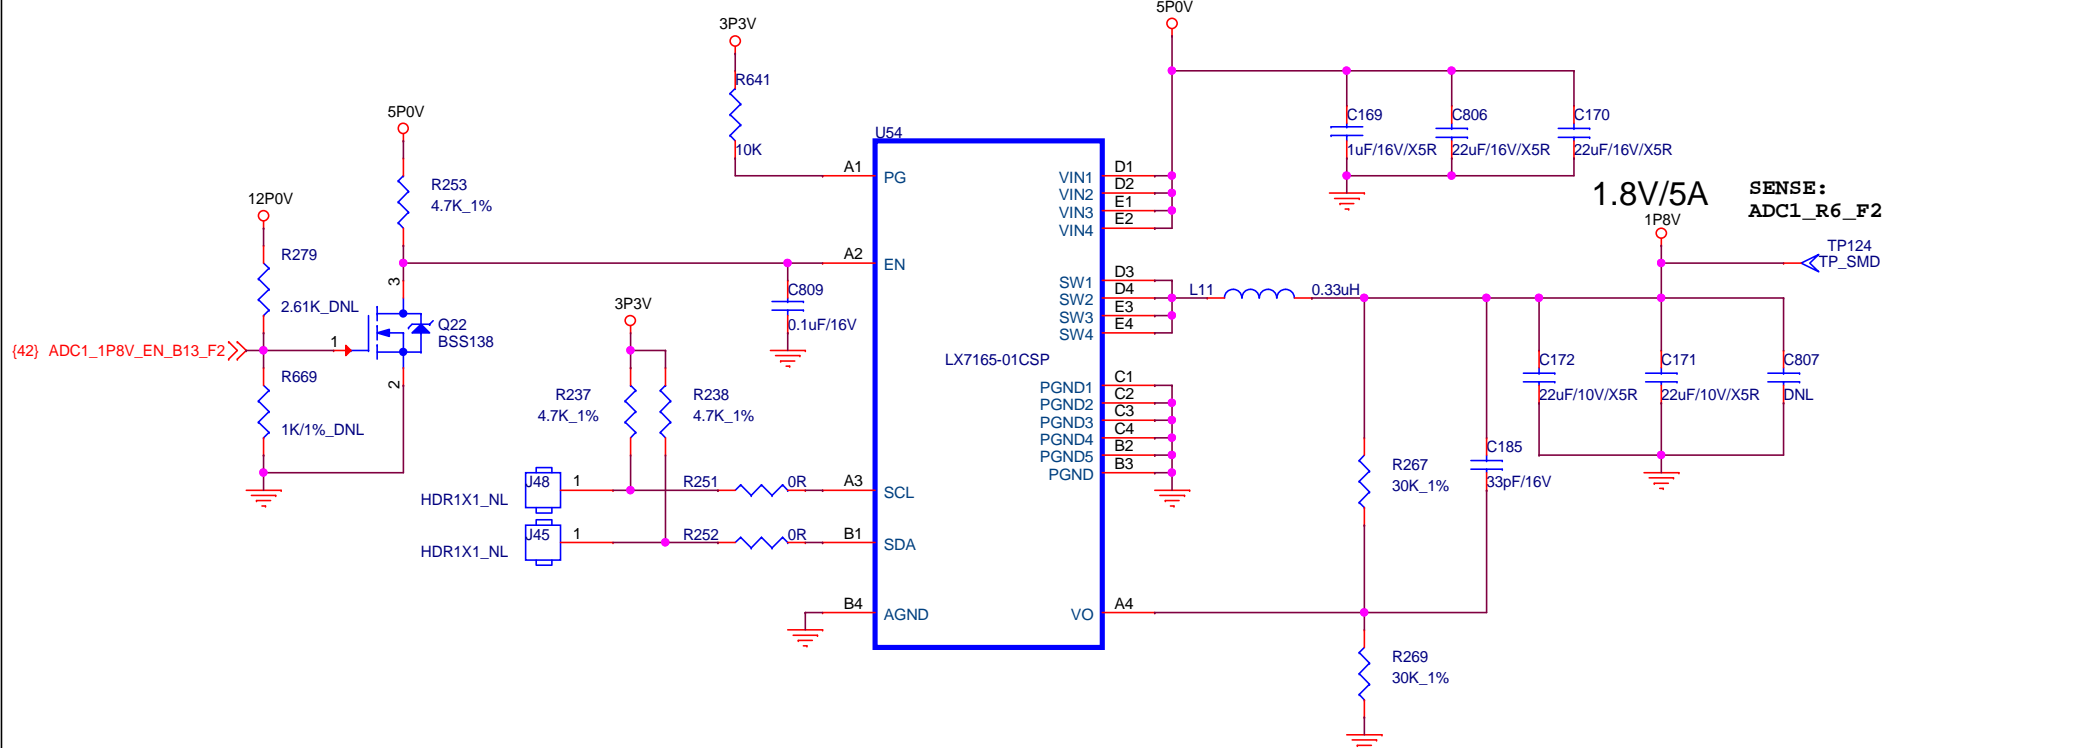 5P0V
3P3V
R641
10K
5P0V
R253
4.7K_1%
12P0V
R279
2.61K_DNL
{42} ADC1_1P8V_EN_B13_F2
R669
1K/1%_DNL
1
3
2
Q22
BSS138
C809
0.1uF/16V
3P3V
R237
4.7K_1%
R238
4.7K_1%
J48
1
HDR1X1_NL
J45
1
HDR1X1_NL
R251
0R
R252
0R
U54
LX7165-01CSP
A1
PG
A2
EN
A3
SCL
B1
SDA
B4
AGND
VIN1
D1
VIN2
D2
VIN3
E1
VIN4
E2
SW1
D3
SW2
D4
SW3
E3
SW4
E4
PGND1
C1
PGND2
C2
PGND3
C3
PGND4
C4
PGND5
B2
PGND
B3
VO
A4
C169
1uF/16V/X5R
C806
22uF/16V/X5R
C170
22uF/16V/X5R
1.8V/5A
1P8V
SENSE:
ADC1_R6_F2
TP124
TP_SMD
L11
0.33uH
C172
22uF/10V/X5R
C171
22uF/10V/X5R
C807
DNL
C185
33pF/16V
R267
30K_1%
R269
30K_1%